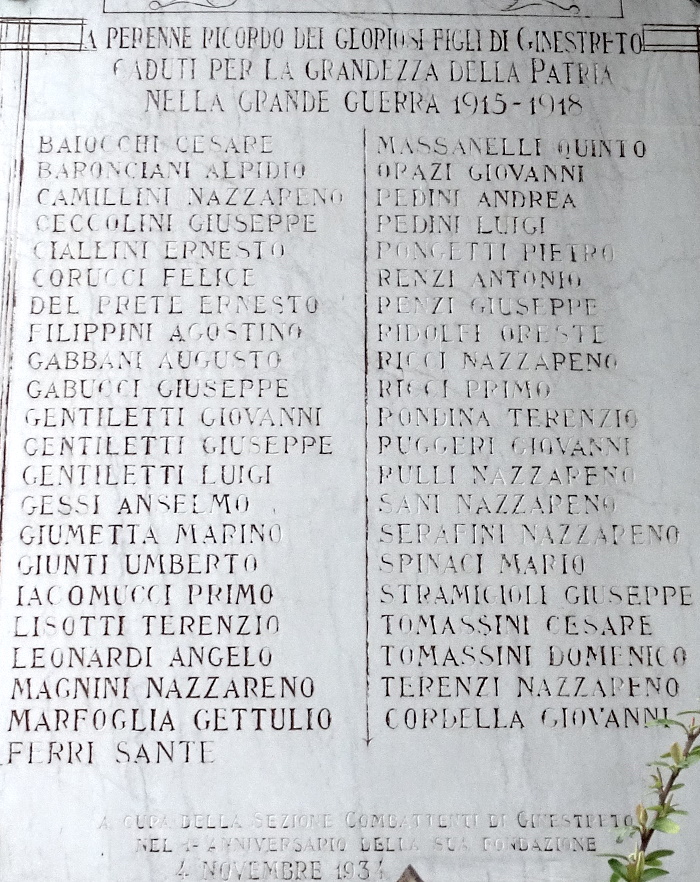 A PERENNE RICORDO DEI GLORIOSI FIGLI DI GINESTRETO
CADUTI PER LA GRANDEZZA DELLA PATRIA
NELLA GRANDE GUERRA 1915-1918
BAIOCCHI CESARE
BARONCIANI ALPIDIO
CAMILLINI NAZZARENO
CECCOLINI GIUSEPPE
CIALLINI ERNESTO
CORUCCI FELICE
DEL PRETE ERNESTO
FILIPPINI AGOSTINO
GABBANI AUGUSTO
GABUCCI GIUSEPPE
GENTILETTI GIOVANNI
GENTILETTI GIUSEPPE
GENTILETTI LUIGI
GESSI ANSELMO
GIUMETTA MARINO
GIUNTI UMBERTO
IACOMUCCI PRIMO
LISOTTI TERENZIO
LEONARDI ANGELO
MAGNINI NAZZARENO
MARFOGLIA GETTULIO
FERRI SANTE
MASSANELLI QUINTO
ORAZI GIOVANNI
PEDINI ANDREA
PEDINI LUIGI
PONGETTI PIETRO
RENZI ANTONIO
RENZI GIUSEPPE
RIDOLFI ORESTE
RICCI NAZZARENO
RICCI PRIMO
RONDINA TERENZIO
RUGGERI GIOVANNI
RULLI NAZZARENO
SANI NAZZARENO
SERAFINI NAZZARENO
SPINACI MARIO
STRAMIGIOLI GIUSEPPE
TOMASSINI CESARE
TOMASSINI DOMENICO
TERENZI NAZZARENO
CORDELLA GIOVANNI
A CURA DELLA SEZIONE COMBATTENTI DI GINESTRETO
NEL 1° ANNIVERSARIO DELLA SUA FONDAZIONE
4 NOVEMBRE 1934